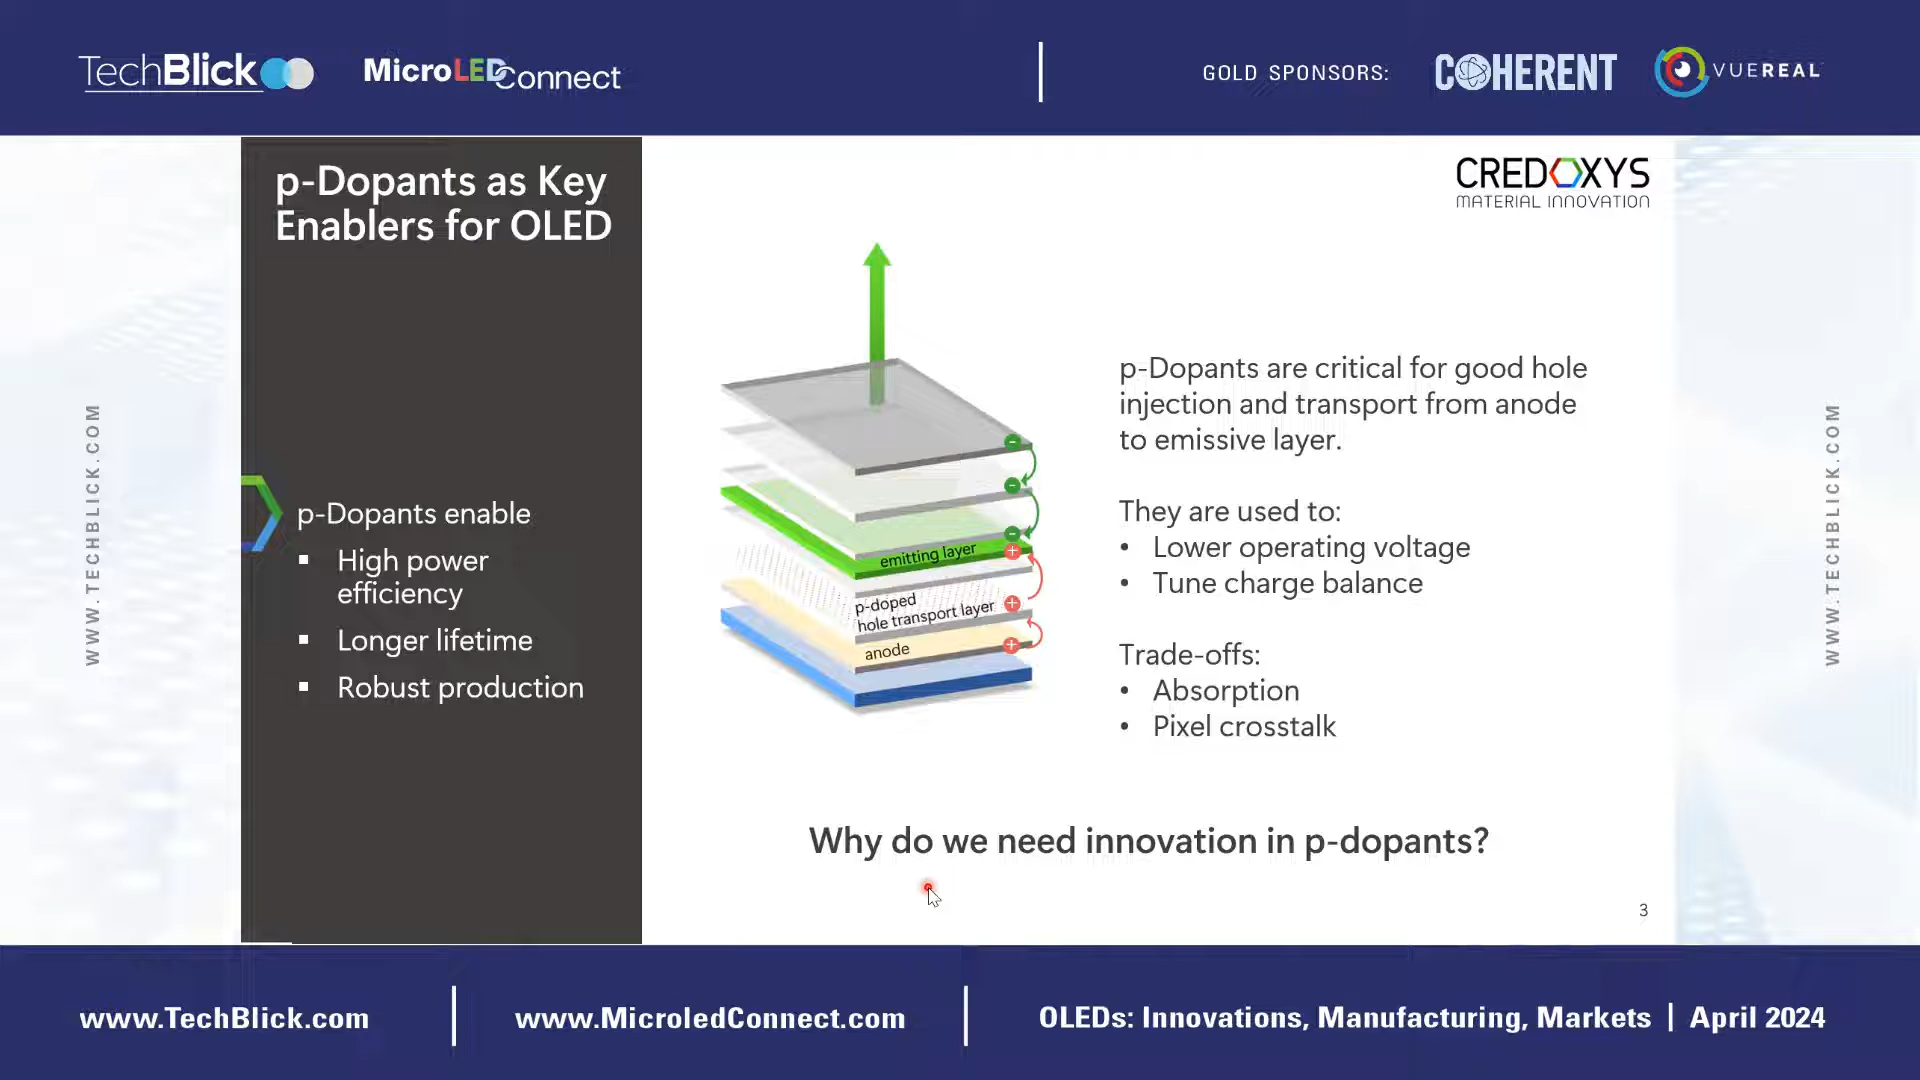 TechBlick
MicroLED Connect
GOLD SPONSORS:
COHERENT
VUEREAL
p-Dopants as Key
Enablers for OLED
CREDOXYS
MATERIAL INNOVATION
WWW.TECHBLICK.COM
p-Dopants enable
▪ High power
efficiency
▪ Longer lifetime
▪ Robust production
emitting layer
p-doped
hole transport layer
anode
p-Dopants are critical for good hole
injection and transport from anode
to emissive layer.
They are used to:
• Lower operating voltage
• Tune charge balance
Trade-offs:
• Absorption
• Pixel crosstalk
WWW.TECHBLICK.COM
Why do we need innovation in p-dopants?
3
www.TechBlick.com
www.MicroledConnect.com
OLEDs: Innovations, Manufacturing, Markets | April 2024